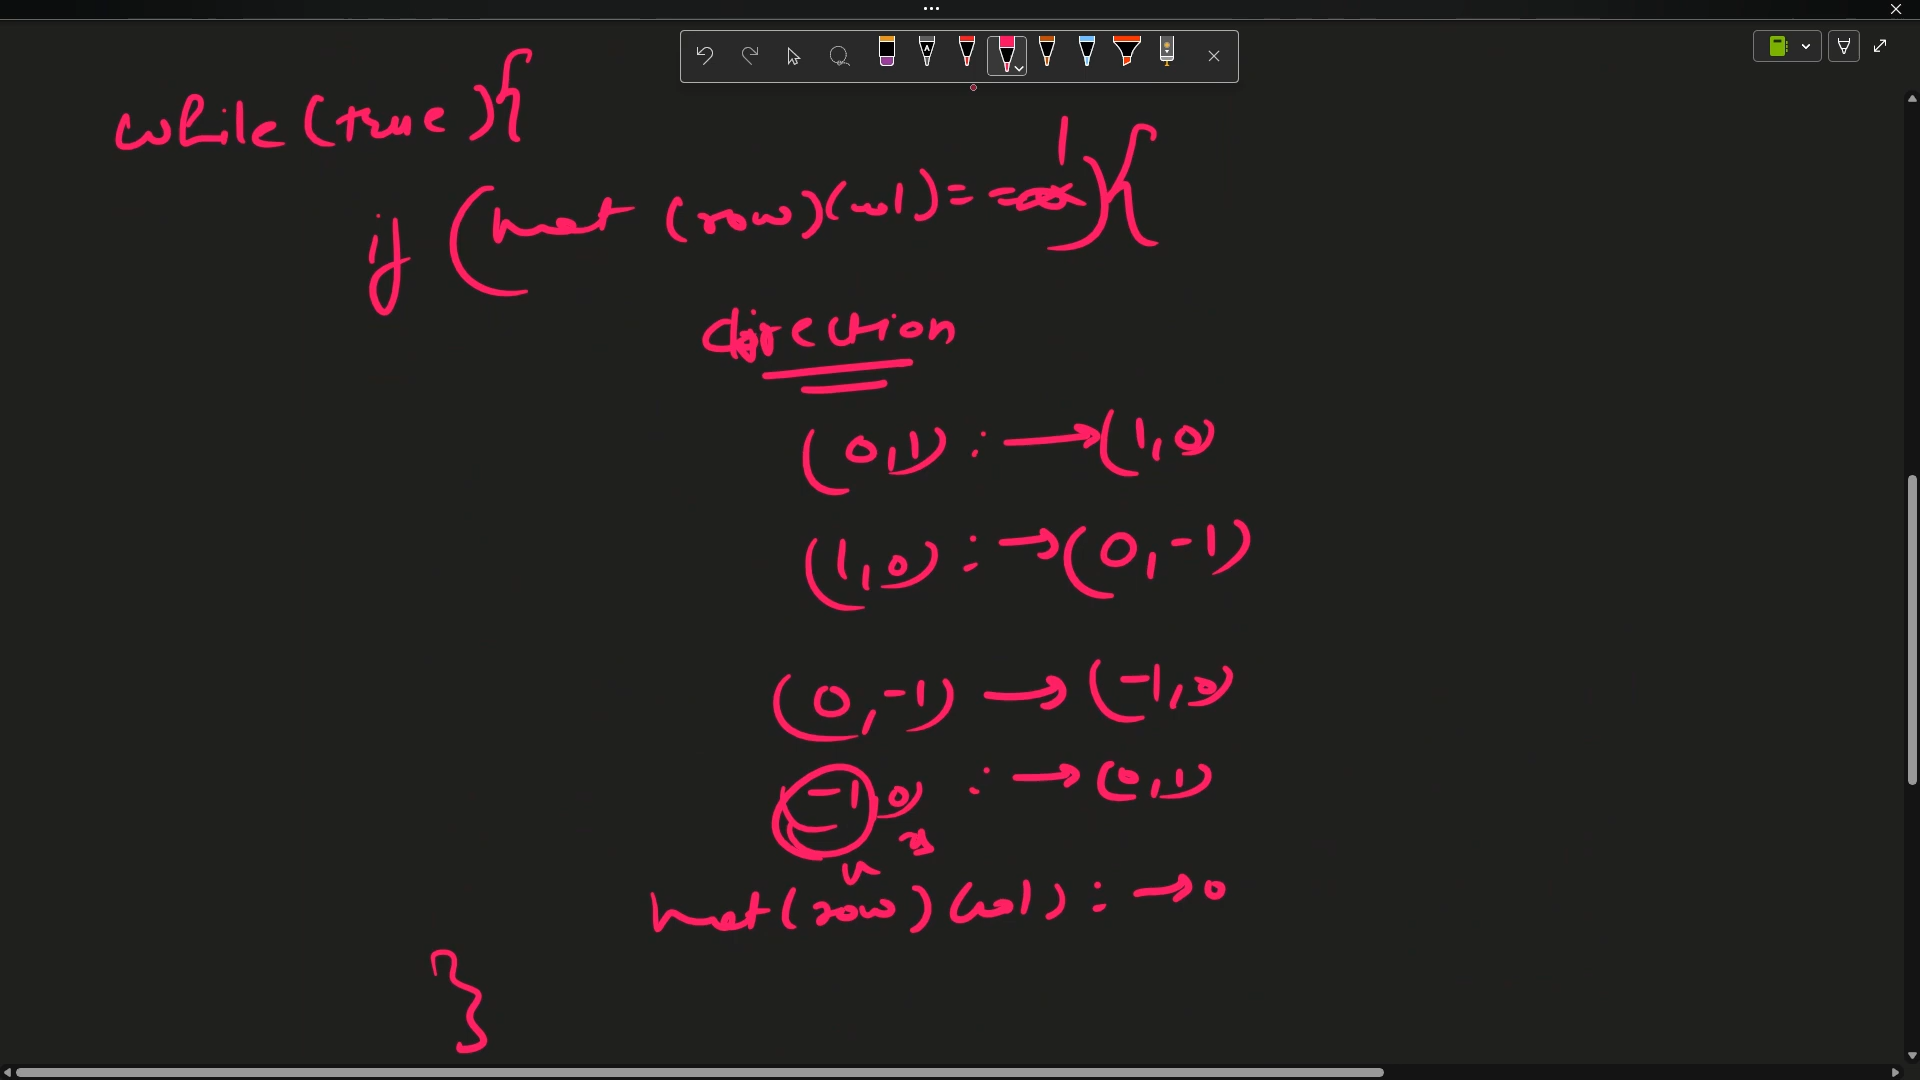 while(true){
if (mat (row)(col)== 1){
direction
(0,1) : →(1,0)
(1,0) : →(0,-1)
(0,-1) → (-1,0)
(-1,0) : → (0,1)
mat(row)(col) : → 0
}